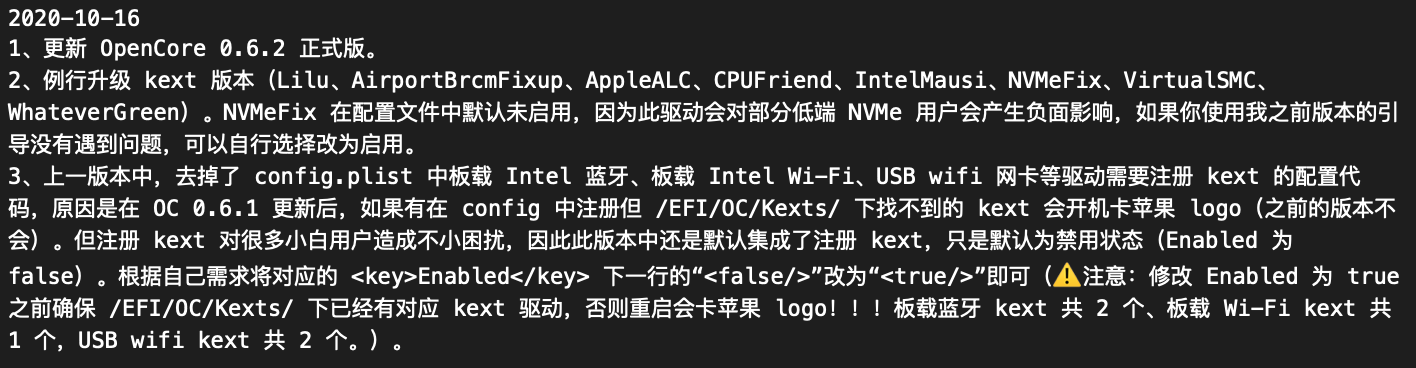 2020-10-16
1、更新 OpenCore 0.6.2 正式版。
2、例行升级 kext 版本（Lilu、AirportBrcmFixup、AppleALC、CPUFriend、IntelMausi、NVMeFix、VirtualSMC、
WhateverGreen）。NVMeFix 在配置文件中默认未启用，因为此驱动会对部分低端 NVMe 用户会产生负面影响，如果你使用我之前版本的引
导没有遇到问题，可以自行选择改为启用。
3、上一版本中，去掉了 config.plist 中板载 Intel 蓝牙、板载 Intel Wi-Fi、USB wifi 网卡等驱动需要注册 kext 的配置代
码，原因是在 OC 0.6.1 更新后，如果有在 config 中注册但 /EFI/OC/Kexts/ 下找不到的 kext 会开机卡苹果 logo（之前的版本不
会）。但注册 kext 对很多小白用户造成不小困扰，因此此版本中还是默认集成了注册 kext，只是默认为禁用状态（Enabled 为
false）。根据自己需求将对应的 <key>Enabled</key> 下一行的“<false/>”改为“<true/>”即可（⚠️注意：修改 Enabled 为 true
之前确保 /EFI/OC/Kexts/ 下已经有对应 kext 驱动，否则重启会卡苹果 logo！！！板载蓝牙 kext 共 2 个、板载 Wi-Fi kext 共
1 个，USB wifi kext 共 2 个。）。